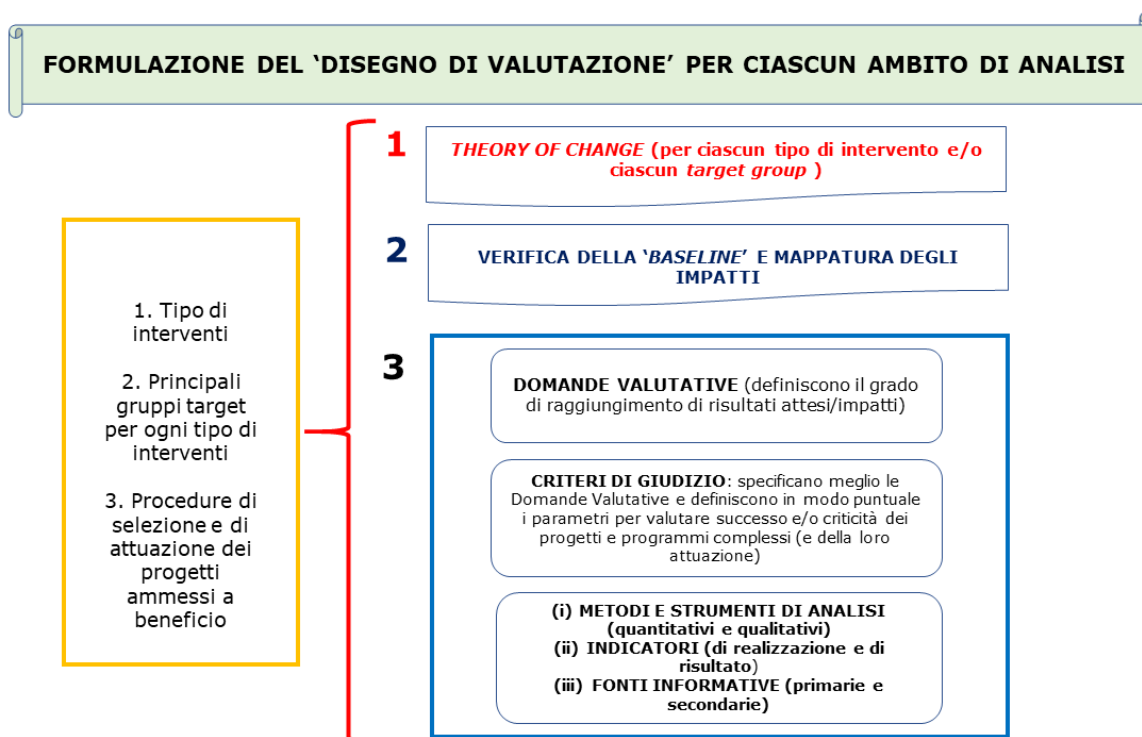 FORMULAZIONE DEL ‘DISEGNO DI VALUTAZIONE’ PER CIASCUN AMBITO DI ANALISI
1. Tipo di
interventi
2. Principali
gruppi target
per ogni tipo di
interventi
3. Procedure di
selezione e di
attuazione dei
progetti
ammessi a
beneficio
1
THEORY OF CHANGE (per ciascun tipo di intervento e/o
ciascun target group )
2
VERIFICA DELLA ‘BASELINE’ E MAPPATURA DEGLI
IMPATTI
3
DOMANDE VALUTATIVE (definiscono il grado
di raggiungimento di risultati attesi/impatti)
CRITERI DI GIUDIZIO: specificano meglio le
Domande Valutative e definiscono in modo puntuale
i parametri per valutare successo e/o criticità dei
progetti e programmi complessi (e della loro
attuazione)
(i) METODI E STRUMENTI DI ANALISI
(quantitativi e qualitativi)
(ii) INDICATORI (di realizzazione e di
risultato)
(iii) FONTI INFORMATIVE (primarie e
secondarie)